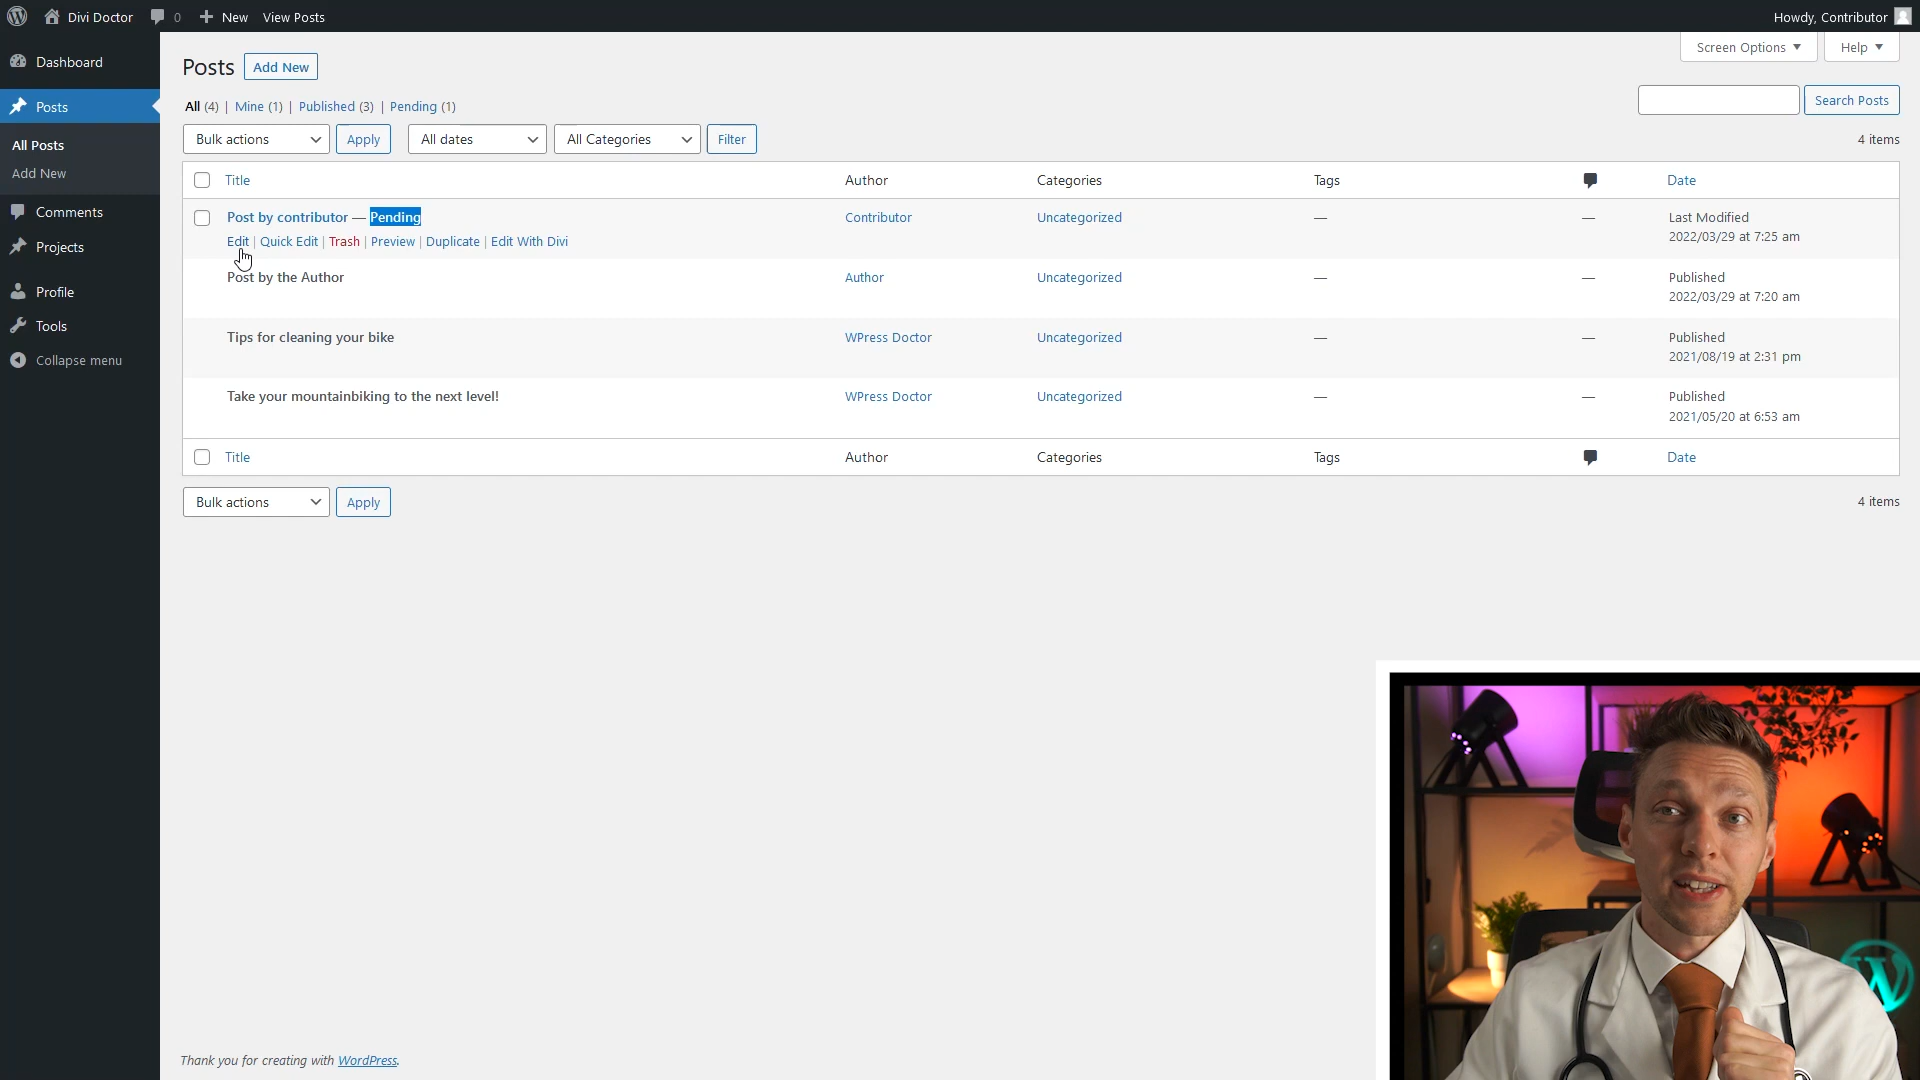 Divi Doctor 0 New View Posts Howdy, Contributor
Screen Options Help
Dashboard
Posts
All Posts
Add New
Comments
Projects
Profile
Tools
Collapse menu
Posts Add New
All (4) | Mine (1) | Published (3) | Pending (1)
Search Posts
Bulk actions Apply All dates All Categories Filter 4 items
Title Author Categories Tags Date
Post by contributor — Pending Contributor Uncategorized — — Last Modified
2022/03/29 at 7:25 am
Edit | Quick Edit | Trash | Preview | Duplicate | Edit With Divi
Post by the Author Author Uncategorized — — Published
2022/03/29 at 7:20 am
Tips for cleaning your bike WPress Doctor Uncategorized — — Published
2021/08/19 at 2:31 pm
Take your mountainbiking to the next level! WPress Doctor Uncategorized — — Published
2021/05/20 at 6:53 am
Title Author Categories Tags Date
Bulk actions Apply 4 items
Thank you for creating with WordPress.